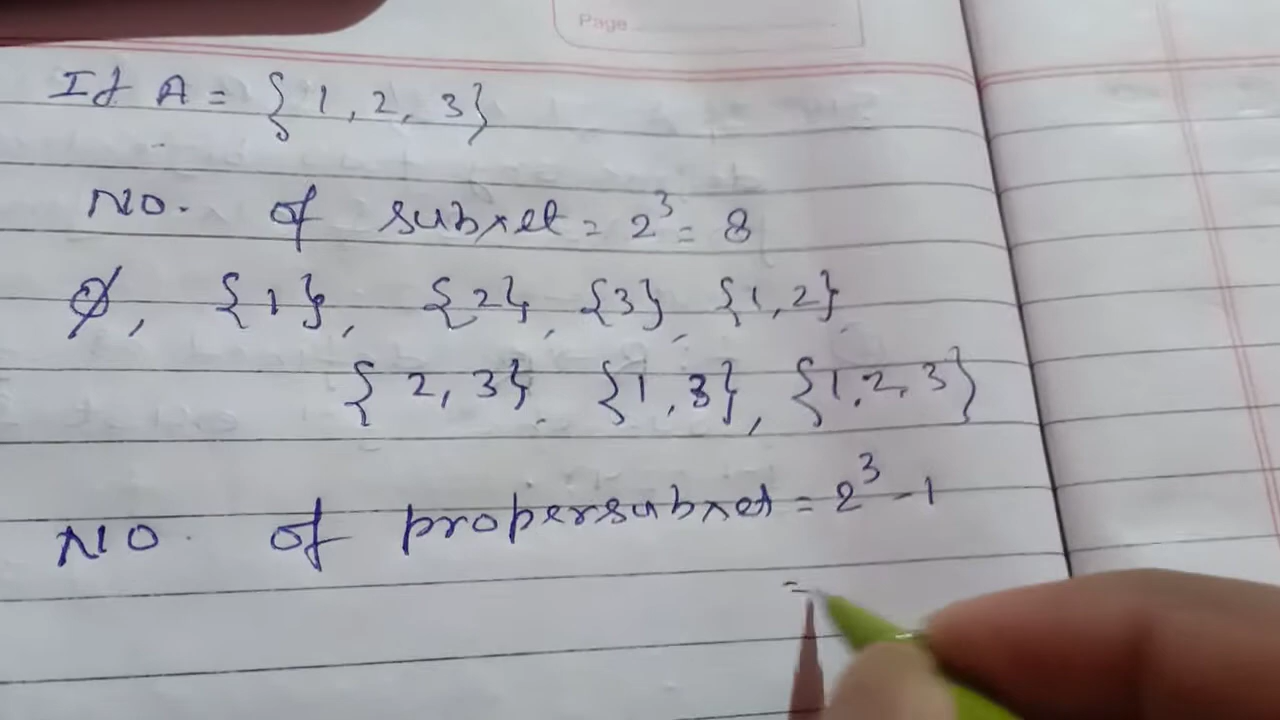 Page
If A = {1, 2, 3}
No. of subset = 2³ = 8
∅, {1}, {2}, {3}, {1, 2},
{2, 3}, {1, 3}, {1, 2, 3}
No. of propersubset = 2³ - 1
=